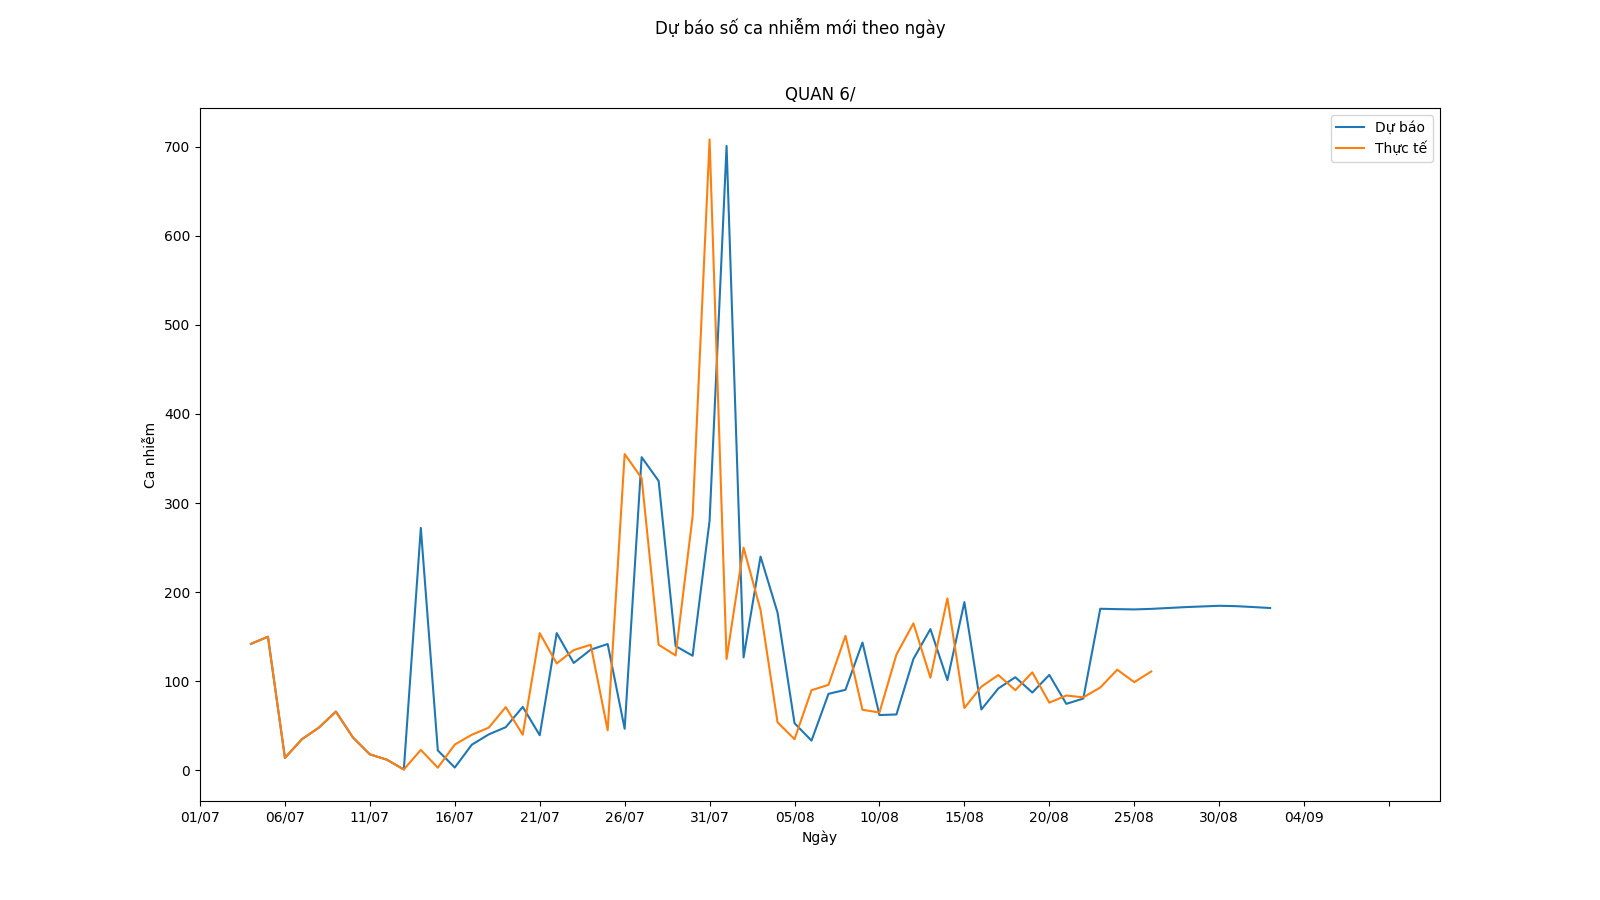 Dự báo số ca nhiễm mới theo ngày
QUAN 6/
Dự báo
Thực tế
700
600
500
400
300
200
100
0
Ca nhiễm
01/07 06/07 11/07 16/07 21/07 26/07 31/07 05/08 10/08 15/08 20/08 25/08 30/08 04/09
Ngày